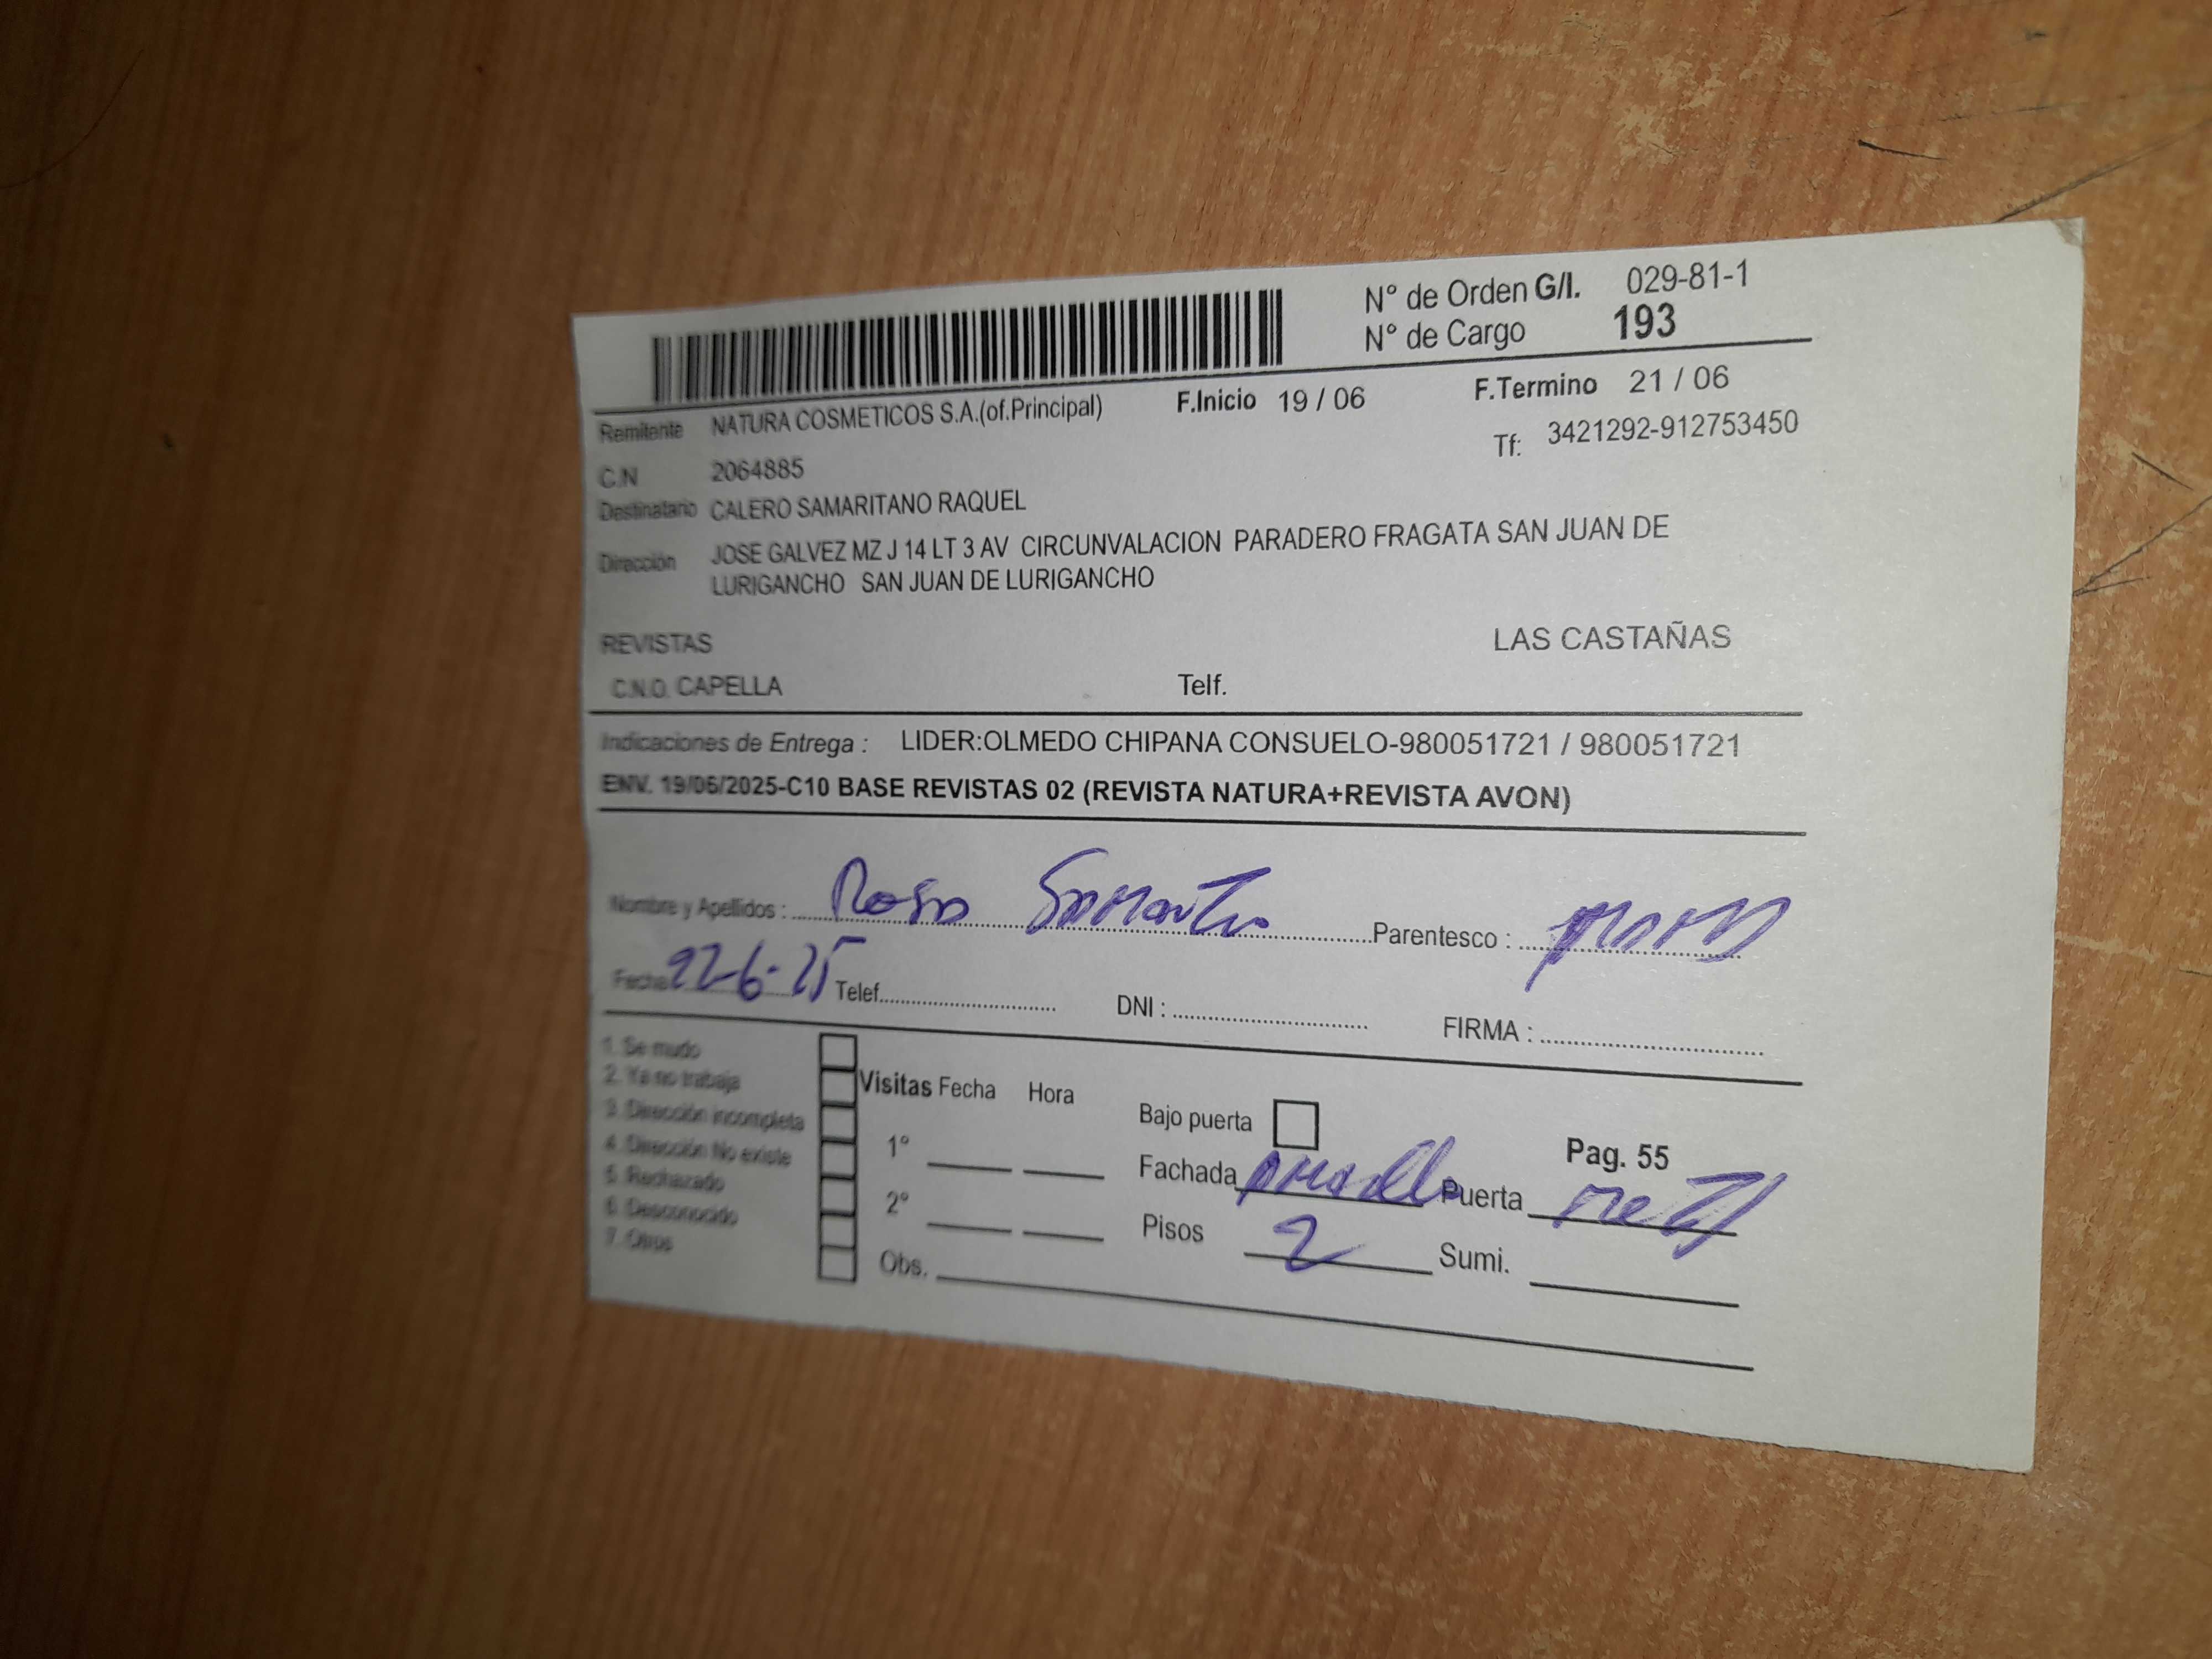 N° de Orden G/I. 029-81-1
N° de Cargo 193
Remitente NATURA COSMETICOS S.A.(of.Principal) F.Inicio 19 / 06 F.Termino 21 / 06
C.N 2064885 Tf: 3421292-912753450
Destinatario CALERO SAMARITANO RAQUEL
Dirección JOSE GALVEZ MZ J 14 LT 3 AV CIRCUNVALACION PARADERO FRAGATA SAN JUAN DE
LURIGANCHO SAN JUAN DE LURIGANCHO
REVISTAS LAS CASTAÑAS
C.N.O. CAPELLA Telf.
Indicaciones de Entrega : LIDER:OLMEDO CHIPANA CONSUELO-980051721 / 980051721
ENV. 19/06/2025-C10 BASE REVISTAS 02 (REVISTA NATURA+REVISTA AVON)
Nombre y Apellidos : Rosa Parentesco :
Fecha 22-6-25 Telef. DNI : FIRMA :
1. Se mudo
2. Ya no trabaja Visitas Fecha Hora
3. Dirección incompleta Bajo puerta
4. Dirección No existe 1° Pag. 55
5. Rechazado Fachada Puerta
6. Desconocido 2° Pisos 2 Sumi.
7. Otros Obs.